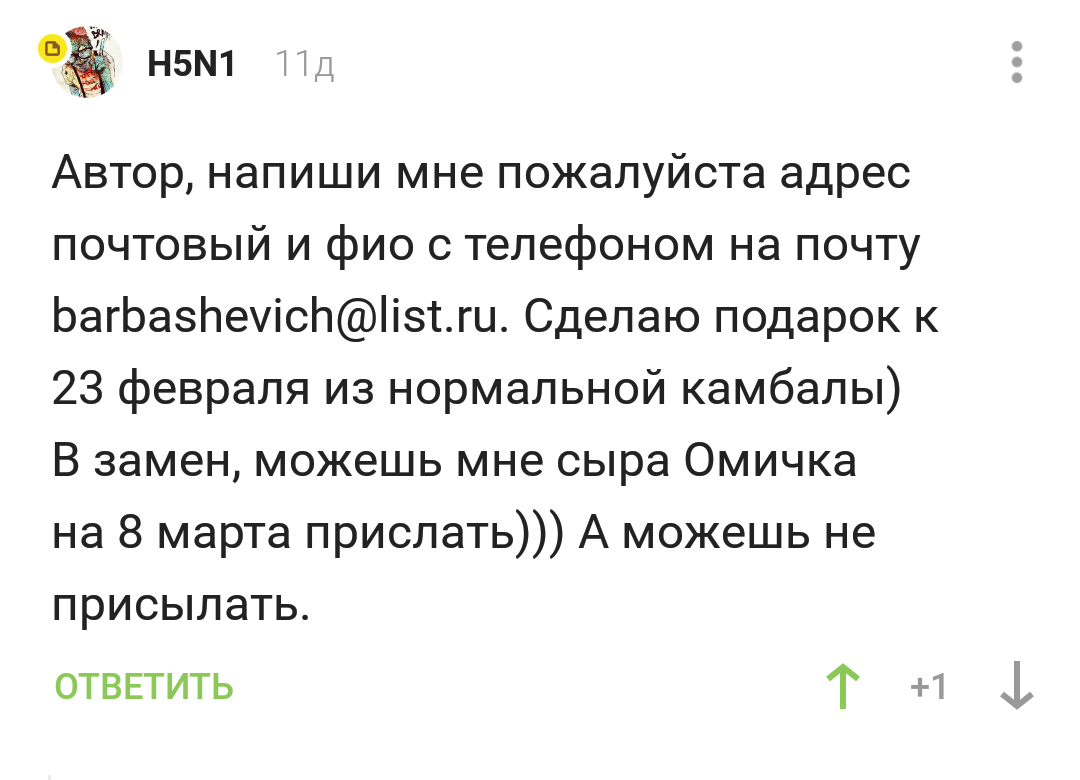 H5N1 11д
Автор, напиши мне пожалуйста адрес
почтовый и фио с телефоном на почту
barbashevich@list.ru. Сделаю подарок к
23 февраля из нормальной камбалы)
В замен, можешь мне сыра Омичка
на 8 марта прислать))) А можешь не
присылать.
ОТВЕТИТЬ +1